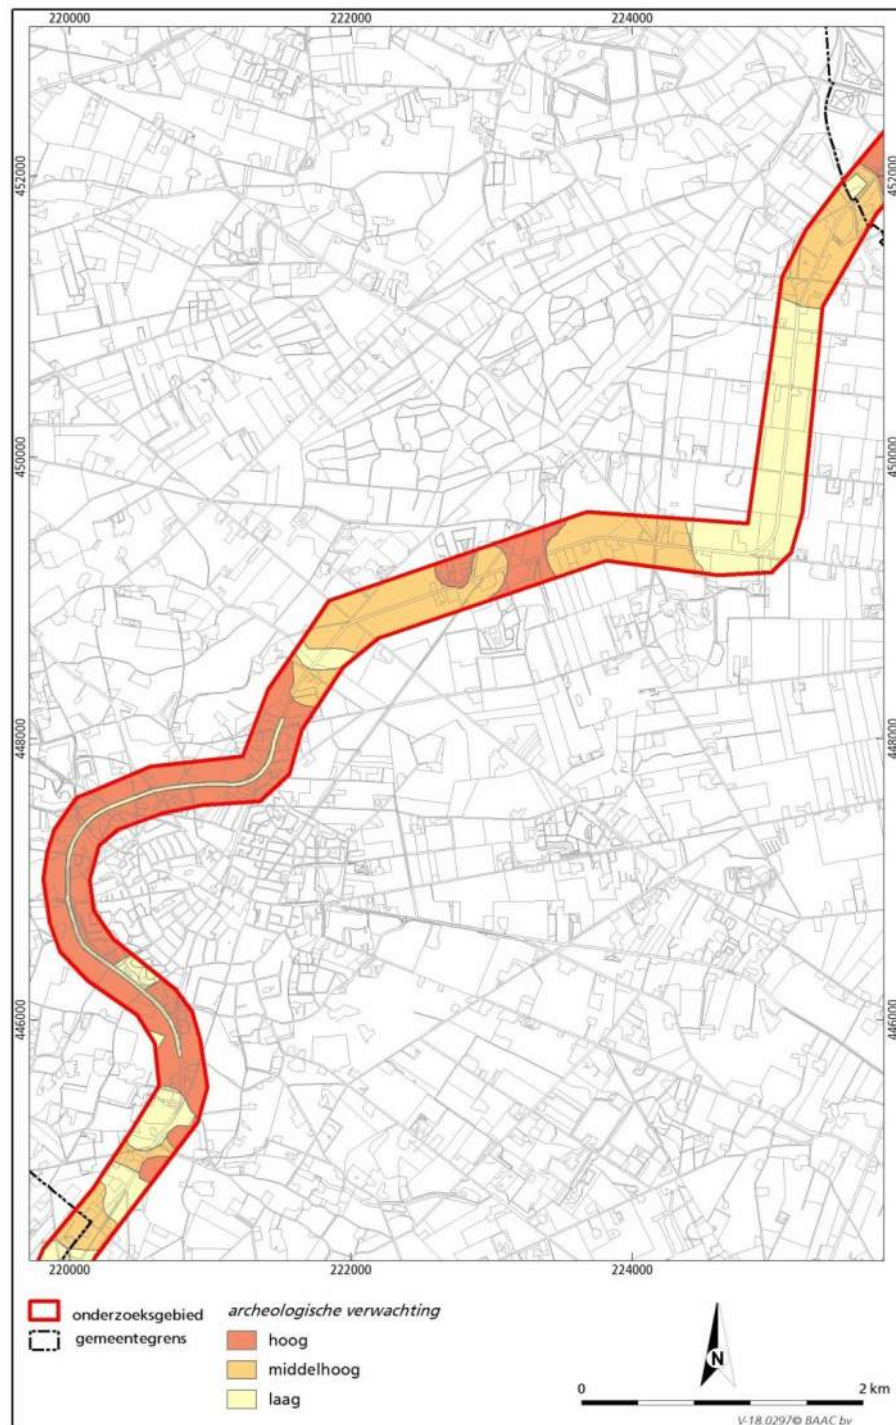 220000 222000 224000
452000 452000
450000 450000
448000 448000
446000 446000
220000 222000 224000
onderzoeksgebied
gemeentegrens
archeologische verwachting
hoog
middelhoog
laag
N
0 2 km
V-18.0297© BAAC bv